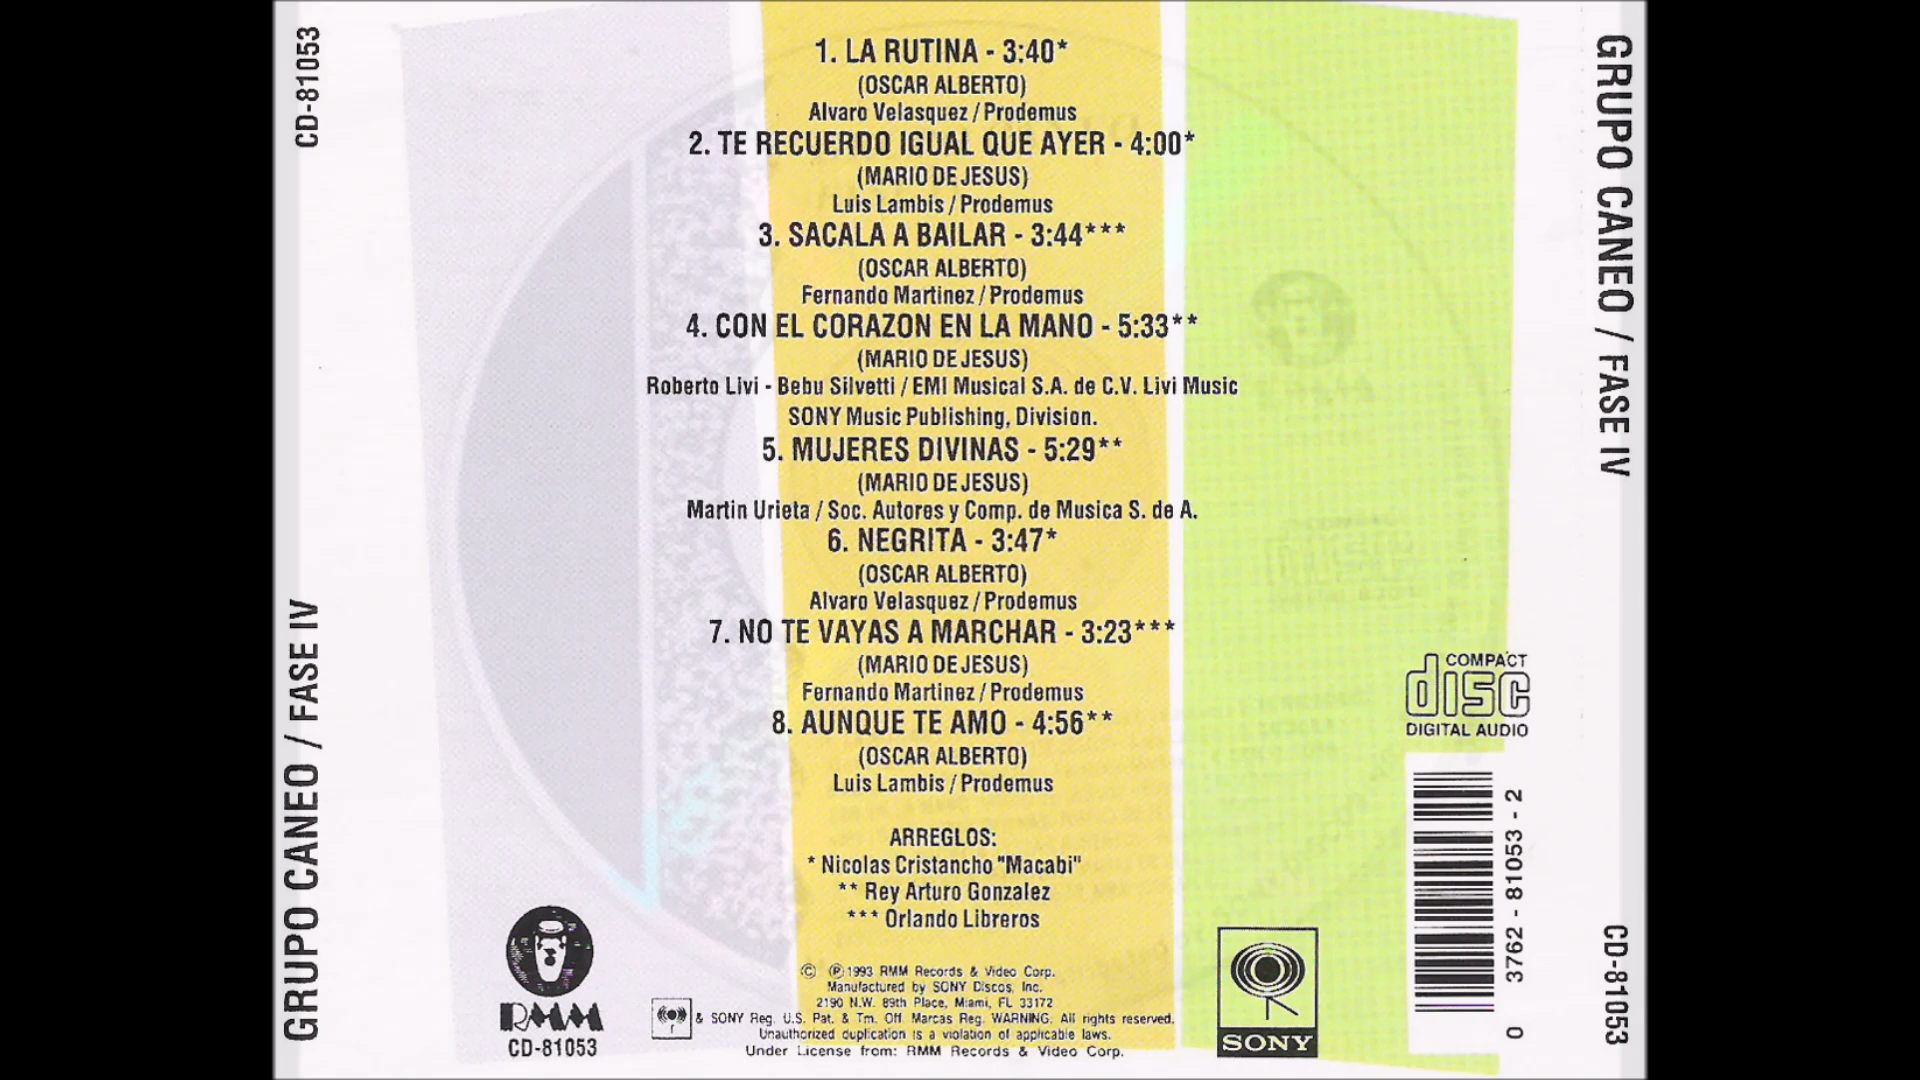 CD-81053
GRUPO CANEO / FASE IV
1. LA RUTINA - 3:40*
(OSCAR ALBERTO)
Alvaro Velasquez / Prodemus
2. TE RECUERDO IGUAL QUE AYER - 4:00*
(MARIO DE JESUS)
Luis Lambis / Prodemus
3. SACALA A BAILAR - 3:44***
(OSCAR ALBERTO)
Fernando Martinez / Prodemus
4. CON EL CORAZON EN LA MANO - 5:33**
(MARIO DE JESUS)
Roberto Livi - Bebu Silvetti / EMI Musical S.A. de C.V. Livi Music
SONY Music Publishing, Division.
5. MUJERES DIVINAS - 5:29**
(MARIO DE JESUS)
Martin Urieta / Soc. Autores y Comp. de Musica S. de A.
6. NEGRITA - 3:47*
(OSCAR ALBERTO)
Alvaro Velasquez / Prodemus
7. NO TE VAYAS A MARCHAR - 3:23***
(MARIO DE JESUS)
Fernando Martinez / Prodemus
8. AUNQUE TE AMO - 4:56**
(OSCAR ALBERTO)
Luis Lambis / Prodemus
ARREGLOS:
* Nicolas Cristancho "Macabi"
** Rey Arturo Gonzalez
*** Orlando Libreros
© ℗ 1993 RMM Records & Video Corp.
Manufactured by SONY Discos, Inc.
2190 N.W. 89th Place, Miami, FL 33172
& SONY Reg. U.S. Pat. & Tm. Off. Marcas Reg. WARNING: All rights reserved.
Unauthorized duplication is a violation of applicable laws.
Under License from: RMM Records & Video Corp.
RMM
CD-81053
SONY
COMPACT
disc
DIGITAL AUDIO
0 3762 - 81053 - 2
GRUPO CANEO / FASE IV
CD-81053